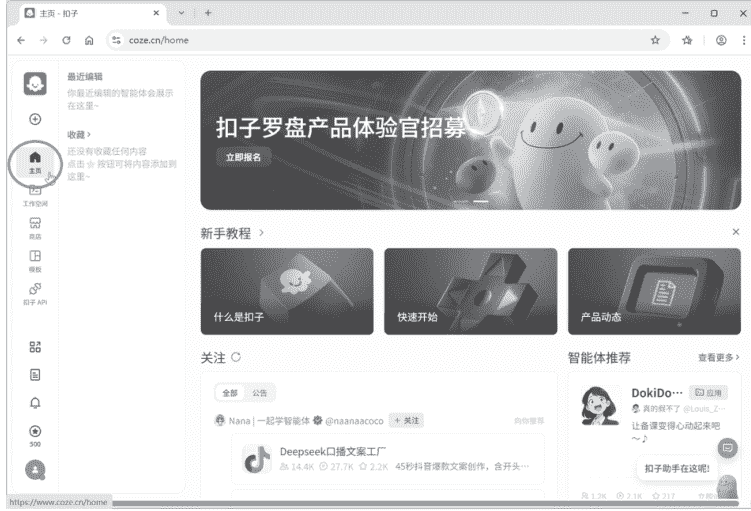 主页 - 扣子
coze.cn/home
最近编辑
你最近编辑的智能体会展示
在这里~
收藏 >
还没有收藏任何内容
点击 ☆ 按钮可将内容添加到
这里~
主页
工作空间
商店
模板
扣子 API
500
扣子罗盘产品体验官招募
立即报名
新手教程 >
什么是扣子
快速开始
产品动态
关注
全部 公告
Nana | 一起学智能体 @naanaacoco + 关注
Deepseek口播文案工厂
14.4K 27.7K 2.2K 45秒抖音爆款文案创作，含开头…
智能体推荐 查看更多 >
DokiDo… 应用
真的假不了 @Louis_Z…
让备课变得心动起来吧
～♪
扣子助手在这呢!
1.2K 2.1K 217
https://www.coze.cn/home